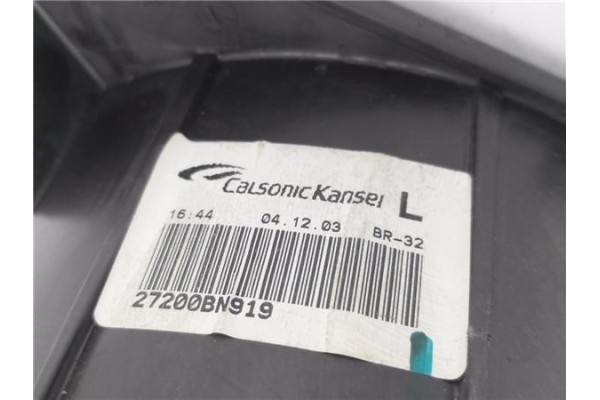 CalsonicKansei L
16:44 04.12.03 BR-32
27200BN919